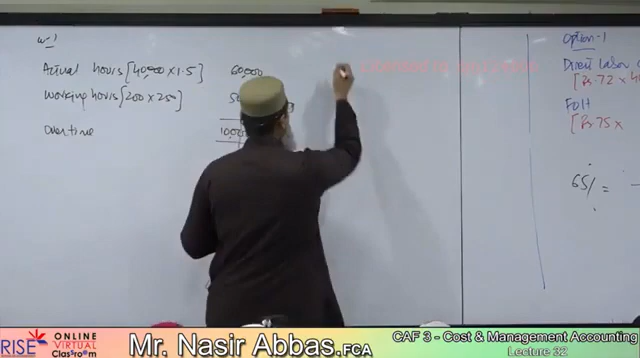 W-1
Actual hours [40,000 x 1.5] 60,000
Working hours [200 x 250]
Overtime 10,000
Option-1
Direct labor
[Rs.72 x 40
FOH
[Rs.75 x
65% =
RISE ONLINE VIRTUAL Classroom
Mr. Nasir Abbas.FCA
CAF 3 - Cost & Management Accounting
Lecture 32